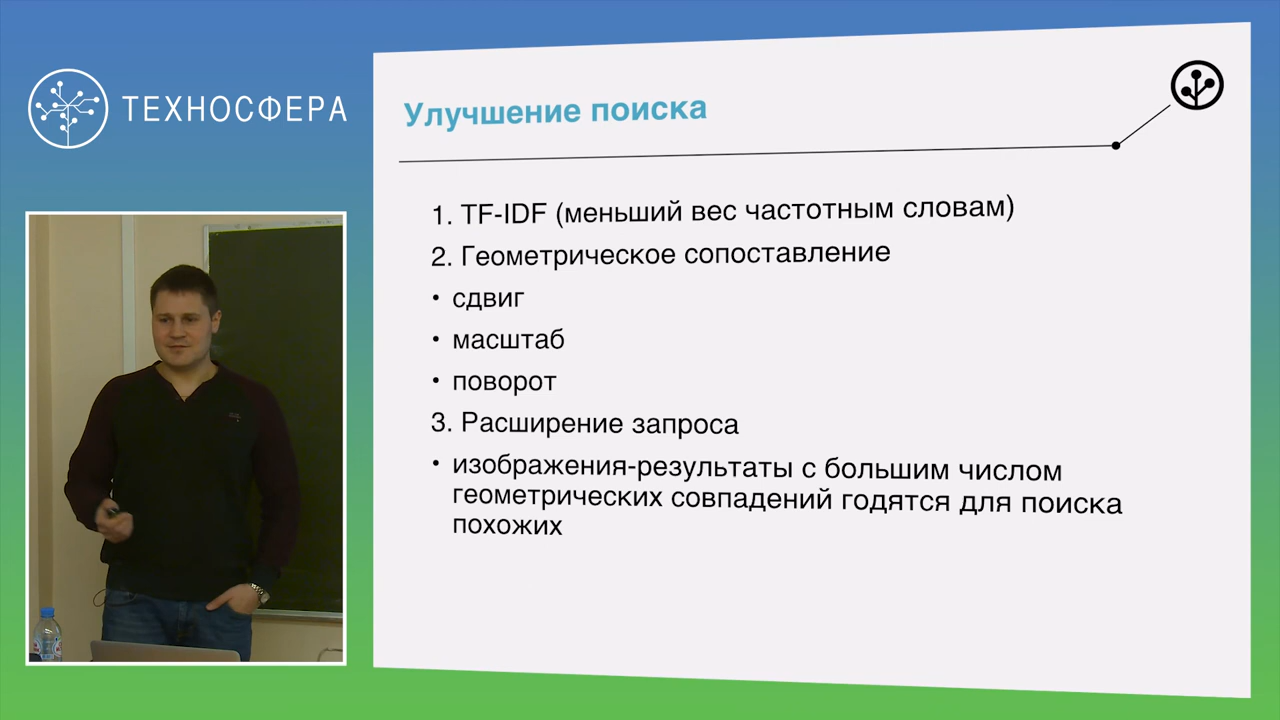 ТЕХНОСФЕРА
Улучшение поиска
1. TF-IDF (меньший вес частотным словам)
2. Геометрическое сопоставление
• сдвиг
• масштаб
• поворот
3. Расширение запроса
• изображения-результаты с большим числом
геометрических совпадений годятся для поиска
похожих